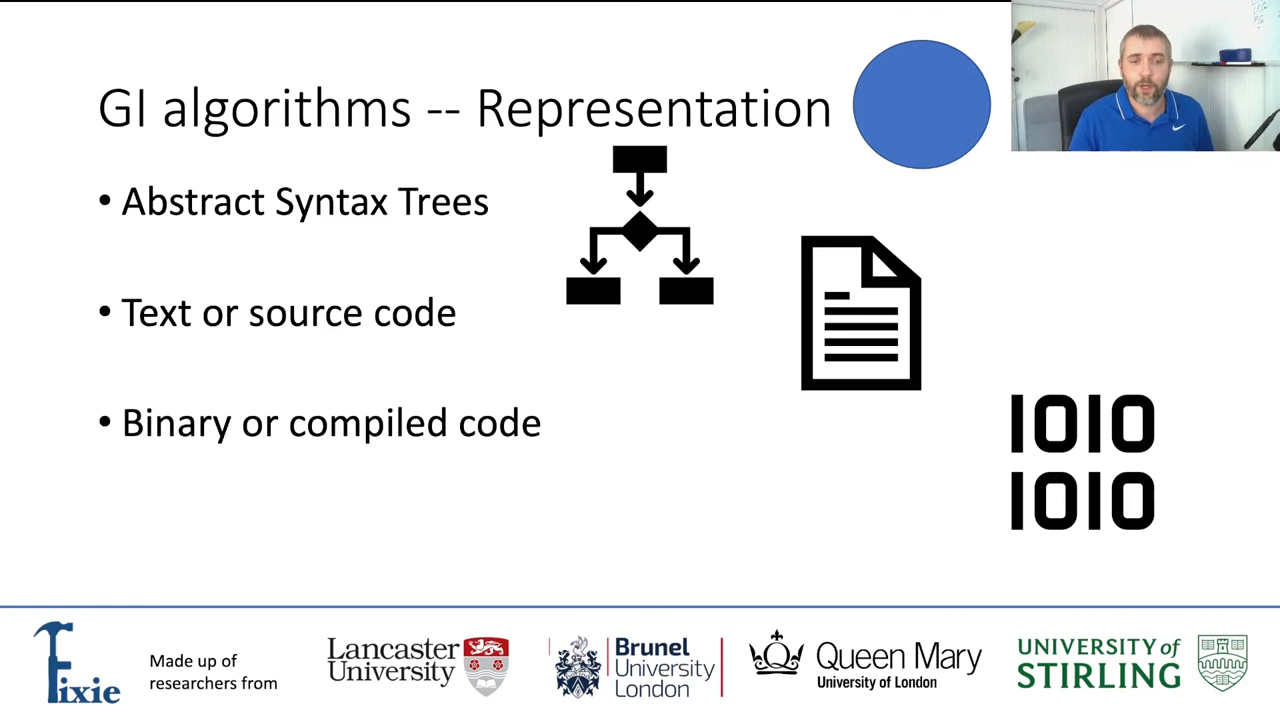 GI algorithms -- Representation
• Abstract Syntax Trees
• Text or source code
• Binary or compiled code
1010
1010
Fixie
Made up of
researchers from
Lancaster
University
Brunel
University
London
Queen Mary
University of London
UNIVERSITY of
STIRLING